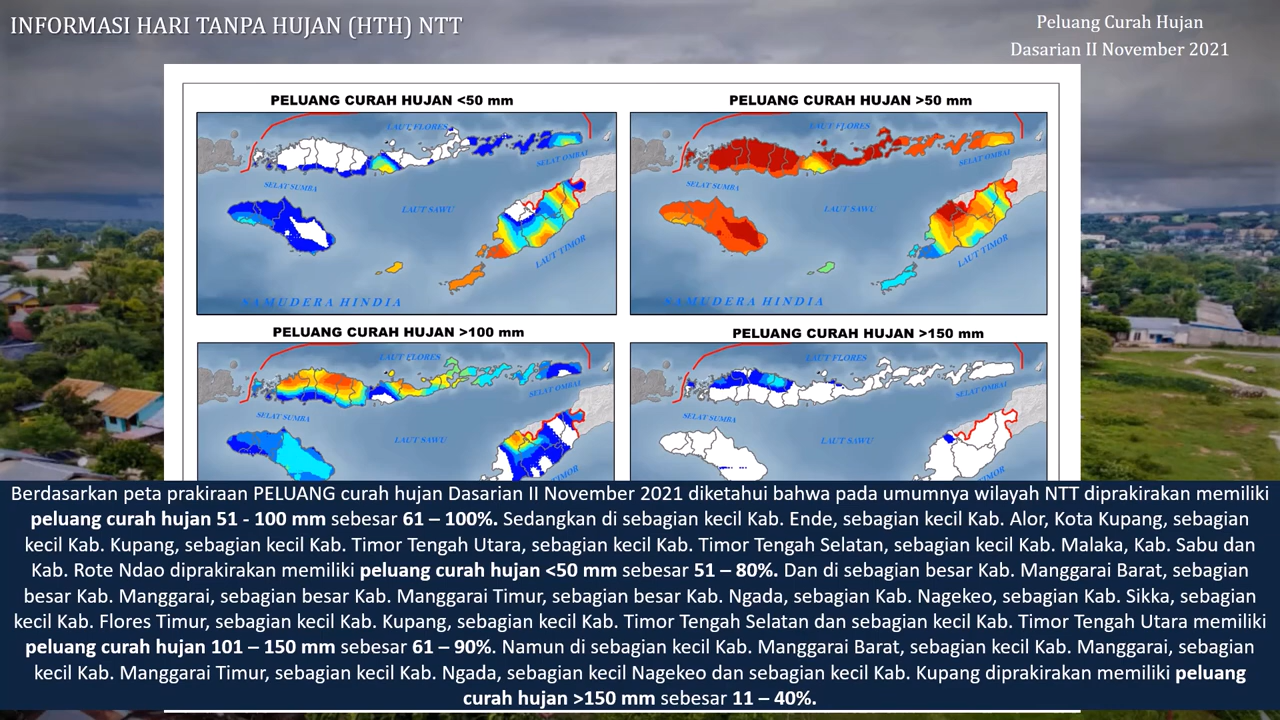 INFORMASI HARI TANPA HUJAN (HTH) NTT
Peluang Curah Hujan
Dasarian II November 2021
PELUANG CURAH HUJAN <50 mm
PELUANG CURAH HUJAN >50 mm
LAUT FLORES
SELAT OMBAI
SELAT SUMBA
LAUT SAWU
LAUT TIMOR
SAMUDERA HINDIA
LAUT FLORES
SELAT OMBAI
SELAT SUMBA
LAUT SAWU
LAUT TIMOR
SAMUDERA HINDIA
PELUANG CURAH HUJAN >100 mm
PELUANG CURAH HUJAN >150 mm
LAUT FLORES
SELAT OMBAI
SELAT SUMBA
LAUT SAWU
TIMOR
LAUT FLORES
SELAT OMBAI
SELAT SUMBA
LAUT SAWU
TIMOR
Berdasarkan peta prakiraan PELUANG curah hujan Dasarian II November 2021 diketahui bahwa pada umumnya wilayah NTT diprakirakan memiliki
peluang curah hujan 51 - 100 mm sebesar 61 – 100%. Sedangkan di sebagian kecil Kab. Ende, sebagian kecil Kab. Alor, Kota Kupang, sebagian
kecil Kab. Kupang, sebagian kecil Kab. Timor Tengah Utara, sebagian kecil Kab. Timor Tengah Selatan, sebagian kecil Kab. Malaka, Kab. Sabu dan
Kab. Rote Ndao diprakirakan memiliki peluang curah hujan <50 mm sebesar 51 – 80%. Dan di sebagian besar Kab. Manggarai Barat, sebagian
besar Kab. Manggarai, sebagian besar Kab. Manggarai Timur, sebagian besar Kab. Ngada, sebagian Kab. Nagekeo, sebagian Kab. Sikka, sebagian
kecil Kab. Flores Timur, sebagian kecil Kab. Kupang, sebagian kecil Kab. Timor Tengah Selatan dan sebagian kecil Kab. Timor Tengah Utara memiliki
peluang curah hujan 101 – 150 mm sebesar 61 – 90%. Namun di sebagian kecil Kab. Manggarai Barat, sebagian kecil Kab. Manggarai, sebagian
kecil Kab. Manggarai Timur, sebagian kecil Kab. Ngada, sebagian kecil Nagekeo dan sebagian kecil Kab. Kupang diprakirakan memiliki peluang
curah hujan >150 mm sebesar 11 – 40%.